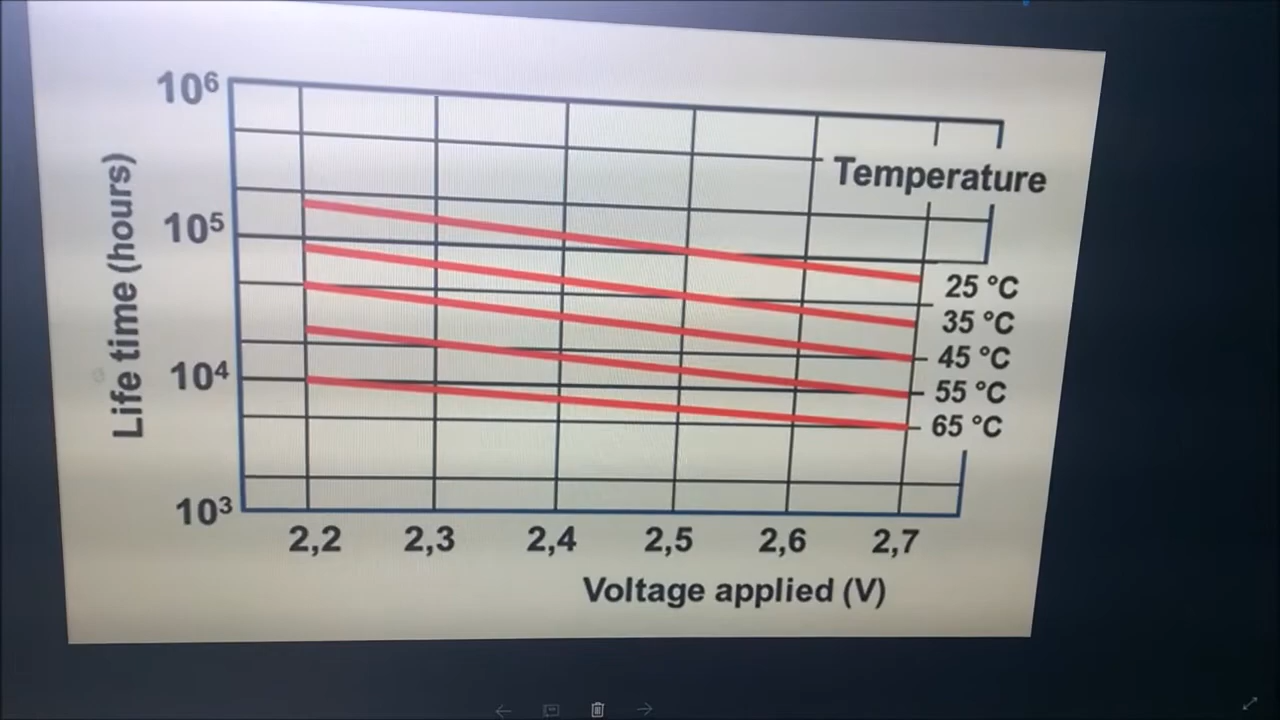 10⁶
Temperature
10⁵
25 °C
35 °C
45 °C
10⁴
55 °C
65 °C
10³
Life time (hours)
2,2 2,3 2,4 2,5 2,6 2,7
Voltage applied (V)